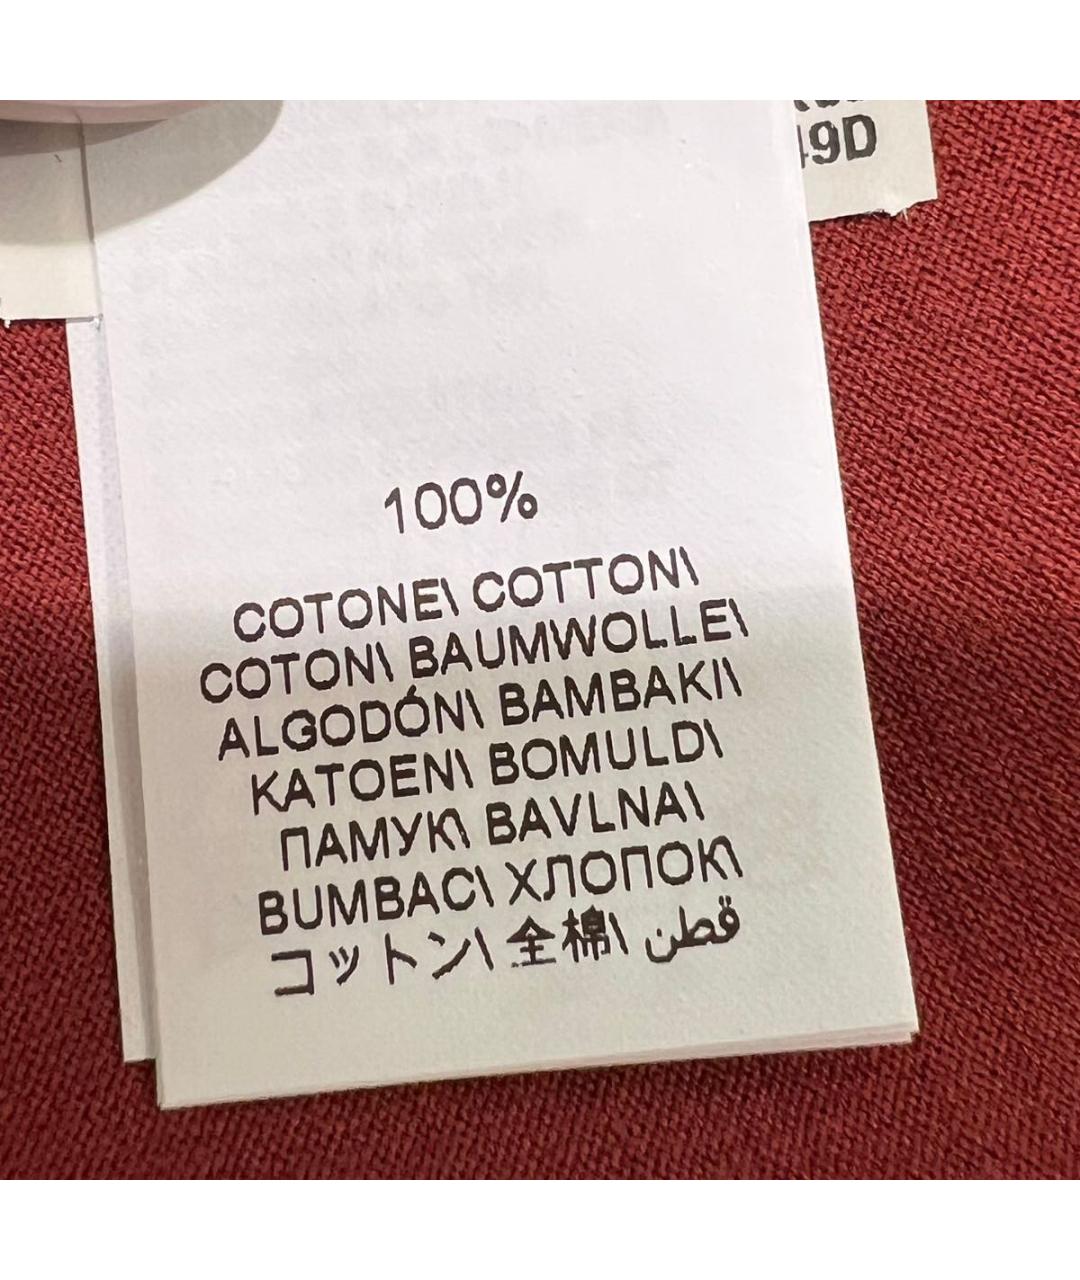 49D
100%
COTONE\ COTTON\
COTON\ BAUMWOLLE\
ALGODÓN\ BAMBAKI\
KATOEN\ BOMULD\
ПАМУК\ BAVLNA\
BUMBAC\ ХЛОПОК\
コットン\ 全棉\ قطن